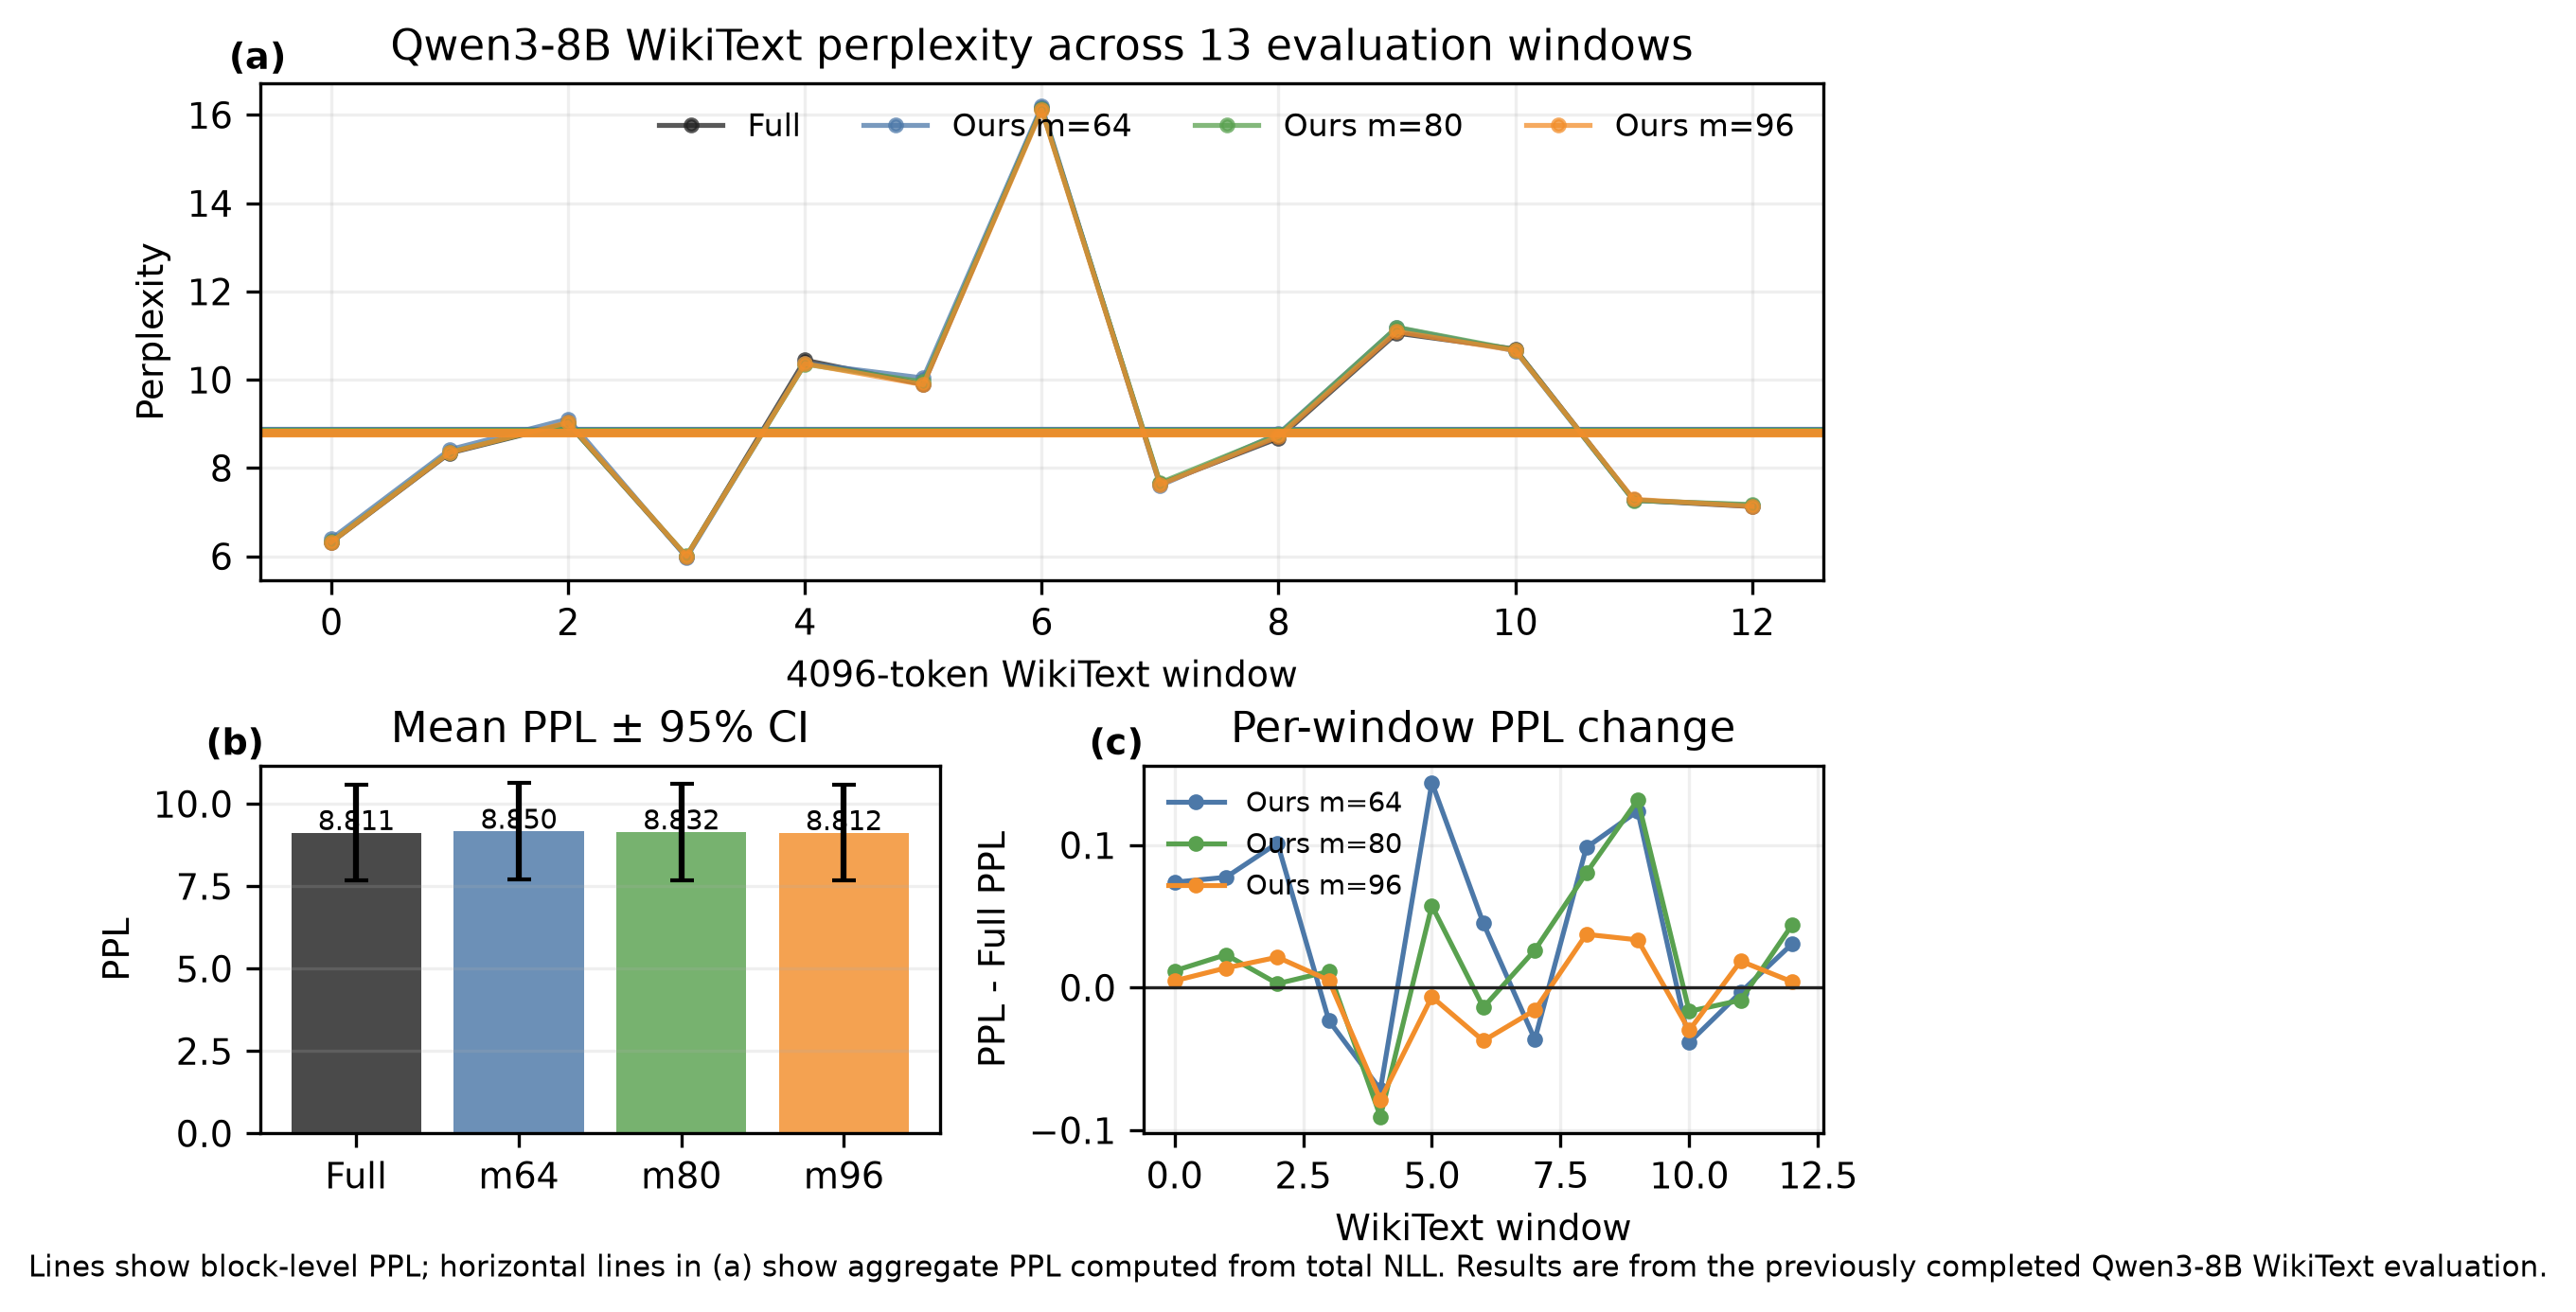 (a)
Qwen3-8B WikiText perplexity across 13 evaluation windows
Full
Ours m=64
Ours m=80
Ours m=96
Perplexity
16
14
12
10
8
6
0 2 4 6 8 10 12
4096-token WikiText window
(b)
Mean PPL ± 95% CI
PPL
10.0
7.5
5.0
2.5
0.0
8.811 8.850 8.832 8.812
Full m64 m80 m96
(c)
Per-window PPL change
Ours m=64
Ours m=80
Ours m=96
PPL - Full PPL
0.1
0.0
−0.1
0.0 2.5 5.0 7.5 10.0 12.5
WikiText window
Lines show block-level PPL; horizontal lines in (a) show aggregate PPL computed from total NLL. Results are from the previously completed Qwen3-8B WikiText evaluation.